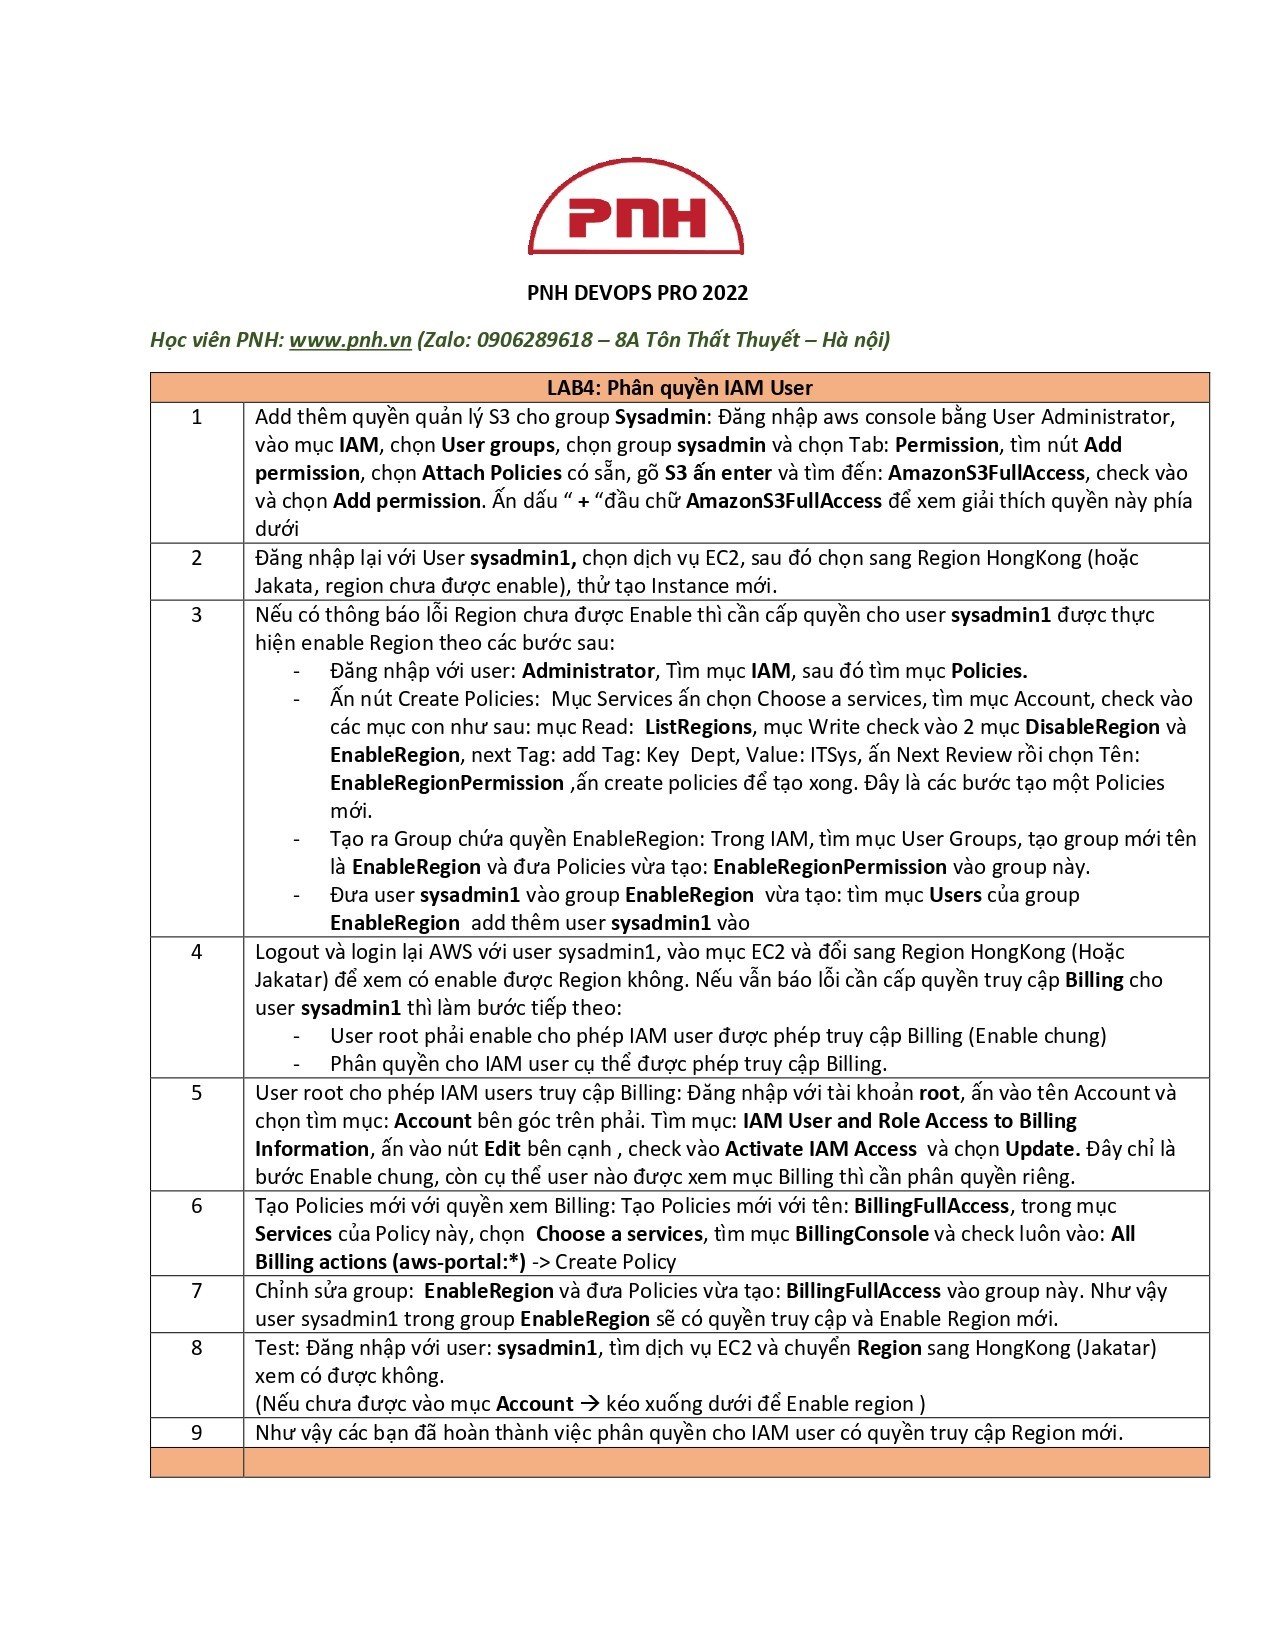 PNH
PNH DEVOPS PRO 2022
Học viên PNH: www.pnh.vn (Zalo: 0906289618 – 8A Tôn Thất Thuyết – Hà nội)
LAB4: Phân quyền IAM User
1 Add thêm quyền quản lý S3 cho group Sysadmin: Đăng nhập aws console bằng User Administrator,
vào mục IAM, chọn User groups, chọn group sysadmin và chọn Tab: Permission, tìm nút Add
permission, chọn Attach Policies có sẵn, gõ S3 ấn enter và tìm đến: AmazonS3FullAccess, check vào
và chọn Add permission. Ấn dấu “ + “đầu chữ AmazonS3FullAccess để xem giải thích quyền này phía
dưới
2 Đăng nhập lại với User sysadmin1, chọn dịch vụ EC2, sau đó chọn sang Region HongKong (hoặc
Jakata, region chưa được enable), thử tạo Instance mới.
3 Nếu có thông báo lỗi Region chưa được Enable thì cần cấp quyền cho user sysadmin1 được thực
hiện enable Region theo các bước sau:
- Đăng nhập với user: Administrator, Tìm mục IAM, sau đó tìm mục Policies.
- Ấn nút Create Policies: Mục Services ấn chọn Choose a services, tìm mục Account, check vào
các mục con như sau: mục Read: ListRegions, mục Write check vào 2 mục DisableRegion và
EnableRegion, next Tag: add Tag: Key Dept, Value: ITSys, ấn Next Review rồi chọn Tên:
EnableRegionPermission ,ấn create policies để tạo xong. Đây là các bước tạo một Policies
mới.
- Tạo ra Group chứa quyền EnableRegion: Trong IAM, tìm mục User Groups, tạo group mới tên
là EnableRegion và đưa Policies vừa tạo: EnableRegionPermission vào group này.
- Đưa user sysadmin1 vào group EnableRegion vừa tạo: tìm mục Users của group
EnableRegion add thêm user sysadmin1 vào
4 Logout và login lại AWS với user sysadmin1, vào mục EC2 và đổi sang Region HongKong (Hoặc
Jakatar) để xem có enable được Region không. Nếu vẫn báo lỗi cần cấp quyền truy cập Billing cho
user sysadmin1 thì làm bước tiếp theo:
- User root phải enable cho phép IAM user được phép truy cập Billing (Enable chung)
- Phân quyền cho IAM user cụ thể được phép truy cập Billing.
5 User root cho phép IAM users truy cập Billing: Đăng nhập với tài khoản root, ấn vào tên Account và
chọn tìm mục: Account bên góc trên phải. Tìm mục: IAM User and Role Access to Billing
Information, ấn vào nút Edit bên cạnh , check vào Activate IAM Access và chọn Update. Đây chỉ là
bước Enable chung, còn cụ thể user nào được xem mục Billing thì cần phân quyền riêng.
6 Tạo Policies mới với quyền xem Billing: Tạo Policies mới với tên: BillingFullAccess, trong mục
Services của Policy này, chọn Choose a services, tìm mục BillingConsole và check luôn vào: All
Billing actions (aws-portal:*) -> Create Policy
7 Chỉnh sửa group: EnableRegion và đưa Policies vừa tạo: BillingFullAccess vào group này. Như vậy
user sysadmin1 trong group EnableRegion sẽ có quyền truy cập và Enable Region mới.
8 Test: Đăng nhập với user: sysadmin1, tìm dịch vụ EC2 và chuyển Region sang HongKong (Jakatar)
xem có được không.
(Nếu chưa được vào mục Account → kéo xuống dưới để Enable region )
9 Như vậy các bạn đã hoàn thành việc phân quyền cho IAM user có quyền truy cập Region mới.